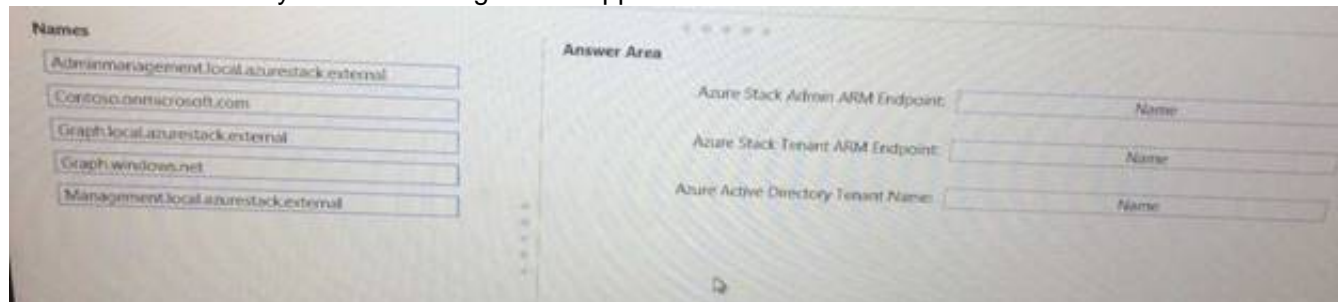 Names
Adminmanagement.local.azurestack.external
Contoso.onmicrosoft.com
Graph.local.azurestack.external
Graph.windows.net
Management.local.azurestack.external
Answer Area
Azure Stack Admin ARM Endpoint: Name
Azure Stack Tenant ARM Endpoint: Name
Azure Active Directory Tenant Name: Name